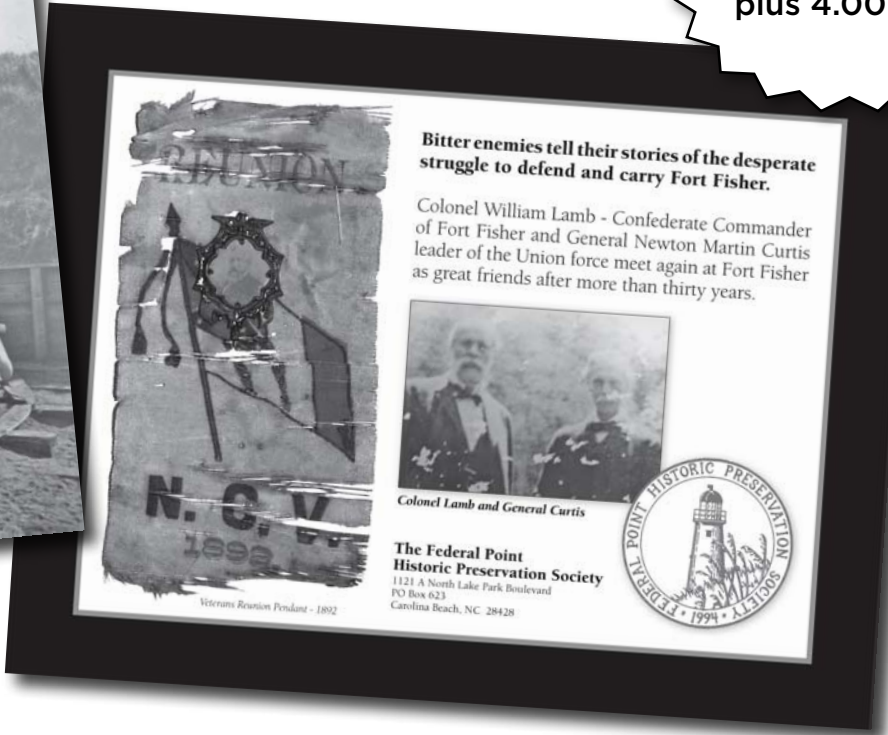 plus 4.00
REUNION
N. C. V.
Veterans Reunion Pendant - 1892
Bitter enemies tell their stories of the desperate
struggle to defend and carry Fort Fisher.
Colonel William Lamb - Confederate Commander
of Fort Fisher and General Newton Martin Curtis
leader of the Union force meet again at Fort Fisher
as great friends after more than thirty years.
Colonel Lamb and General Curtis
The Federal Point
Historic Preservation Society
1121 A North Lake Park Boulevard
PO Box 623
Carolina Beach, NC 28428
FEDERAL POINT HISTORIC PRESERVATION SOCIETY
• 1994 •